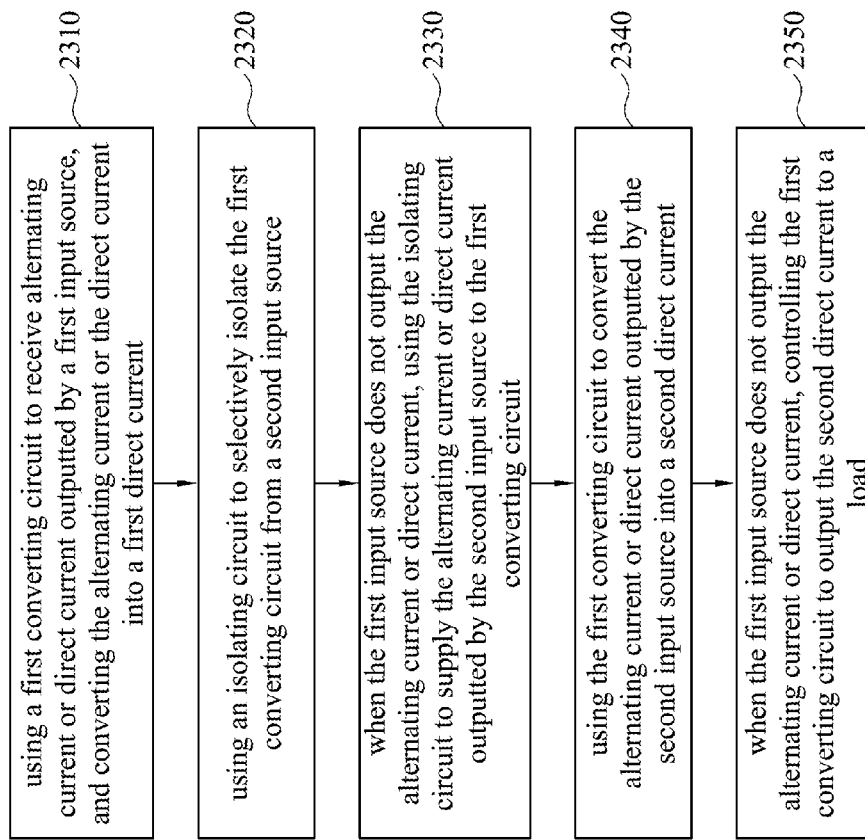 using a first converting circuit to receive alternating
current or direct current outputted by a first input source,
and converting the alternating current or the direct current
into a first direct current
2310
using an isolating circuit to selectively isolate the first
converting circuit from a second input source
2320
when the first input source does not output the
alternating current or direct current, using the isolating
circuit to supply the alternating current or direct current
outputted by the second input source to the first
converting circuit
2330
using the first converting circuit to convert the
alternating current or direct current outputted by the
second input source into a second direct current
2340
when the first input source does not output the
alternating current or direct current, controlling the first
converting circuit to output the second direct current to a
load
2350